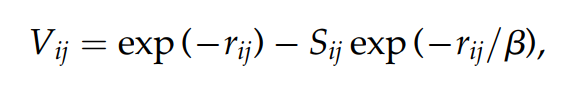 V_{ij} = exp (−r_{ij}) − S_{ij} exp (−r_{ij}/β),